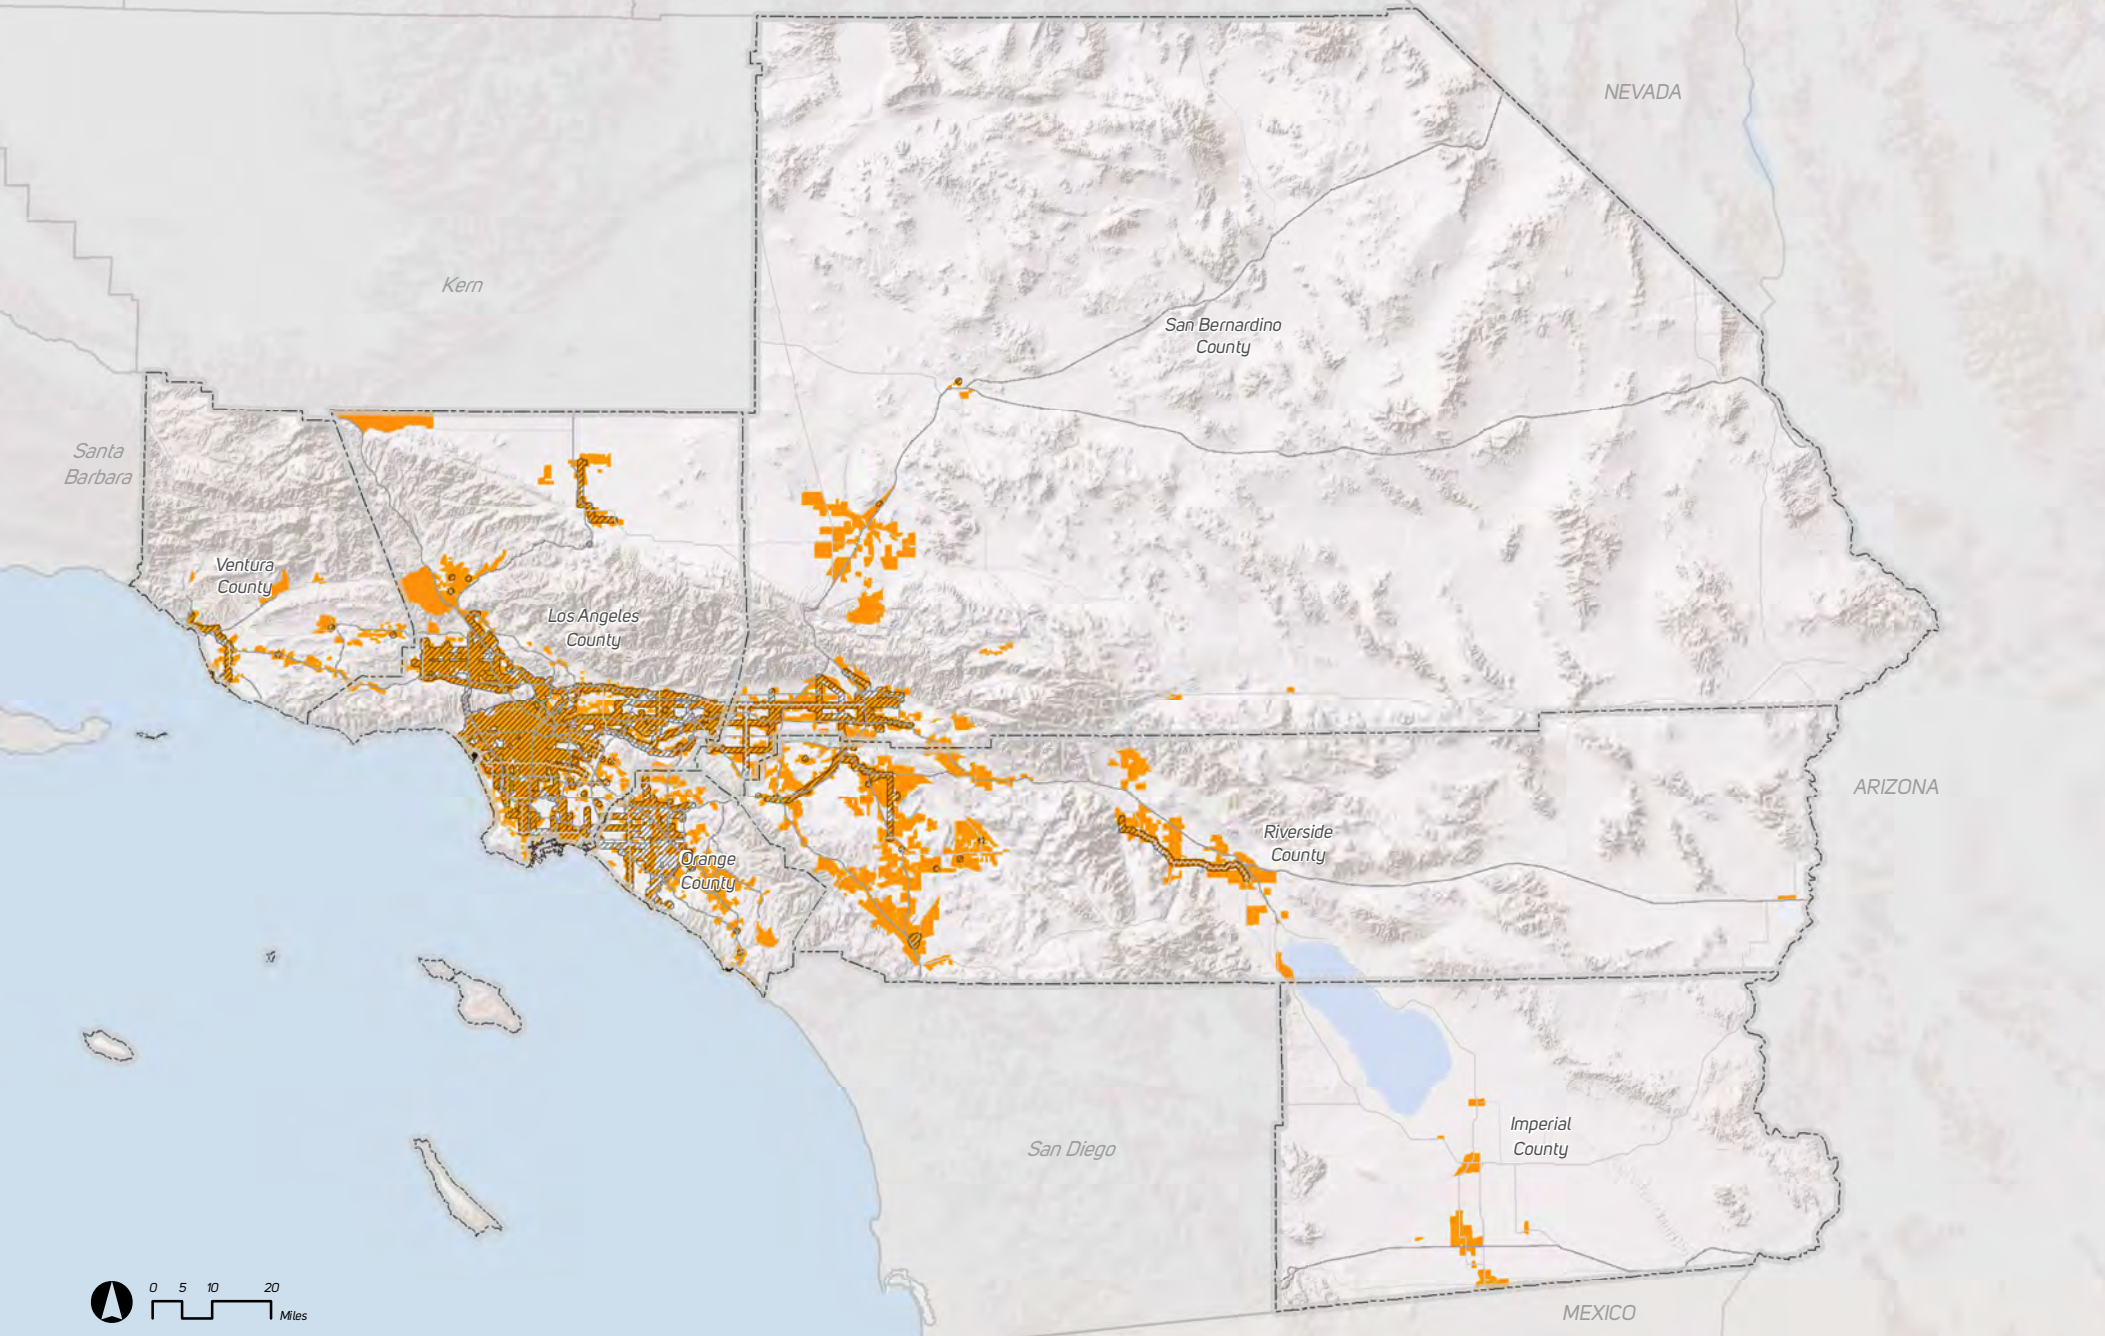 NEVADA
Kern
San Bernardino
County
Santa
Barbara
Ventura
County
Los Angeles
County
ARIZONA
Riverside
County
Orange
County
Imperial
County
San Diego
0 5 10 20
Miles
MEXICO